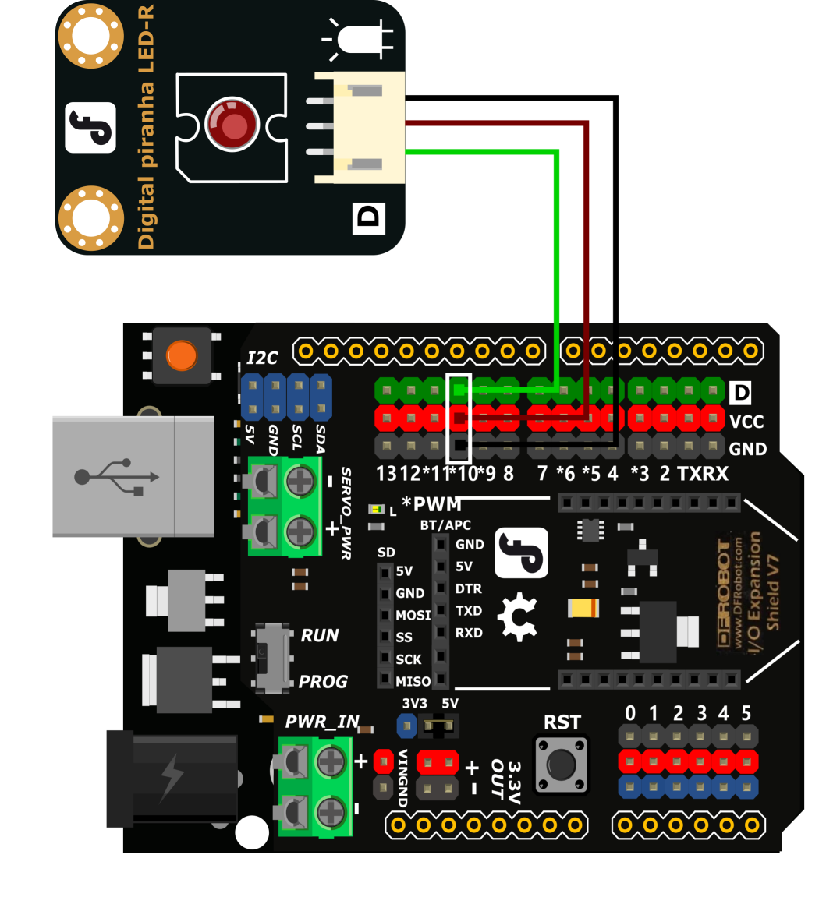 Digital piranha LED-R
D
I2C
5V
GND
SCL
SDA
D
VCC
GND
13 12 *11 *10 *9 8 7 *6 *5 4 *3 2 TX RX
SERVO_PWR
-
+
L
*PWM
BT/APC
GND
5V
DTR
TXD
RXD
SD
5V
GND
MOSI
SS
SCK
MISO
DFROBOT
www.DFRobot.com
I/O Expansion
Shield V7
RUN
PROG
3V3 5V
PWR_IN
+
-
VIN
GND
+
-
3.3V
OUT
RST
0 1 2 3 4 5